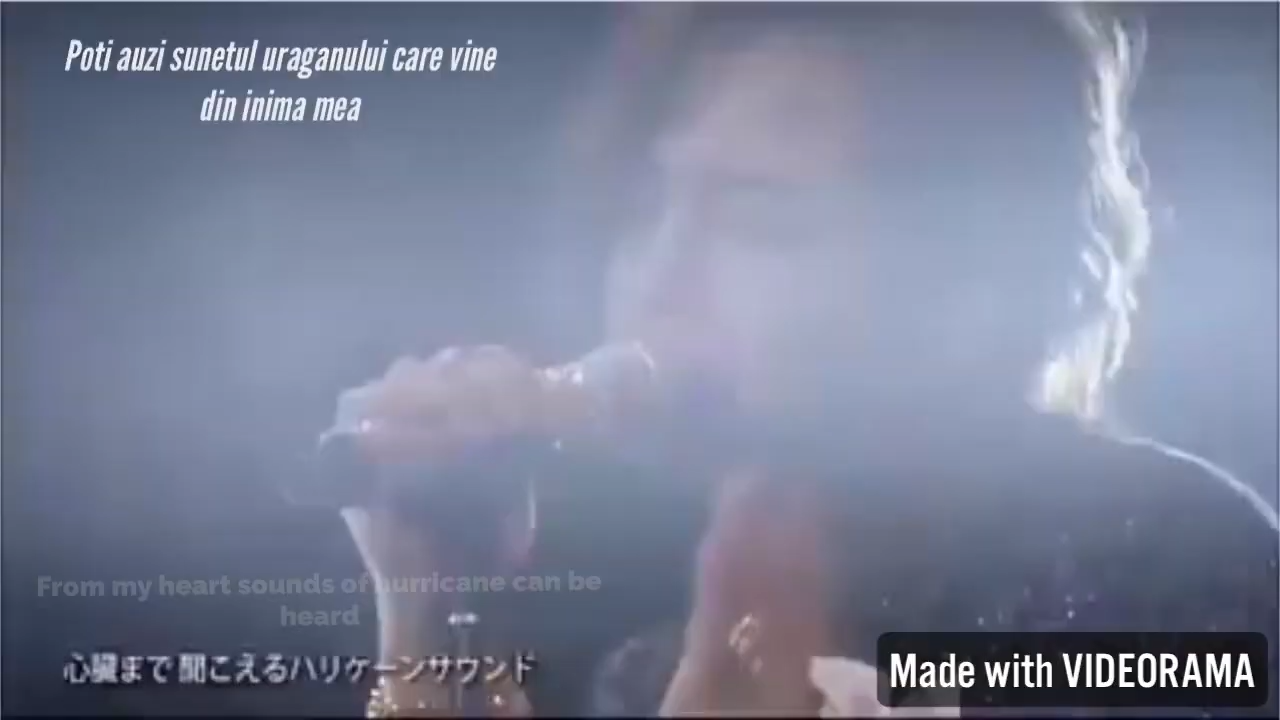 Poti auzi sunetul uraganului care vine
din inima mea
From my heart sounds of hurricane can be
heard
心臓まで 聞こえるハリケーンサウンド
Made with VIDEORAMA